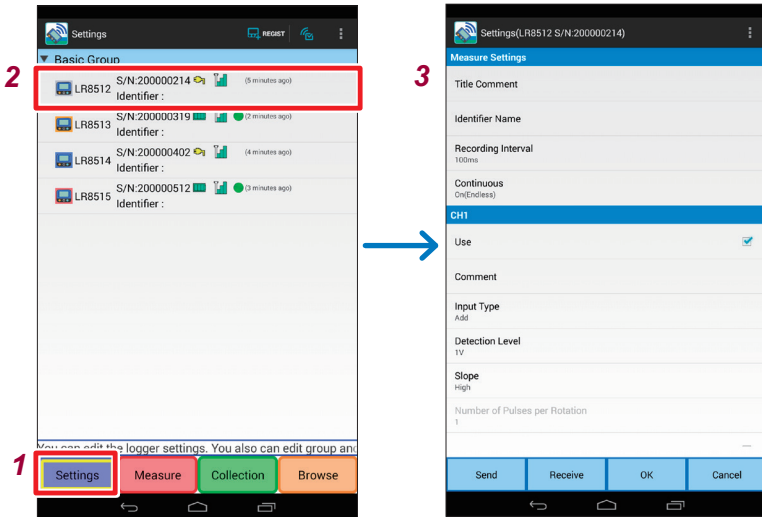 Settings
REGIST
Basic Group
2
LR8512
S/N:200000214
(5 minutes ago)
Identifier :
LR8513
S/N:200000319
(2 minutes ago)
Identifier :
LR8514
S/N:200000402
(4 minutes ago)
Identifier :
LR8515
S/N:200000512
(3 minutes ago)
Identifier :
You can edit the logger settings. You also can edit group and
1
Settings
Measure
Collection
Browse
3
Settings(LR8512 S/N:200000214)
Measure Settings
Title Comment
Identifier Name
Recording Interval
100ms
Continuous
On(Endless)
CH1
Use
Comment
Input Type
Add
Detection Level
1V
Slope
High
Number of Pulses per Rotation
1
Send
Receive
OK
Cancel